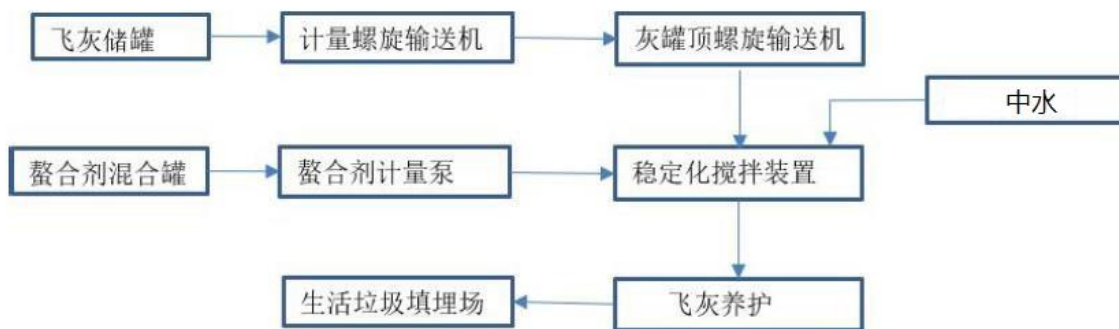 飞灰储罐
计量螺旋输送机
灰罐顶螺旋输送机
中水
螯合剂混合罐
螯合剂计量泵
稳定化搅拌装置
生活垃圾填埋场
飞灰养护